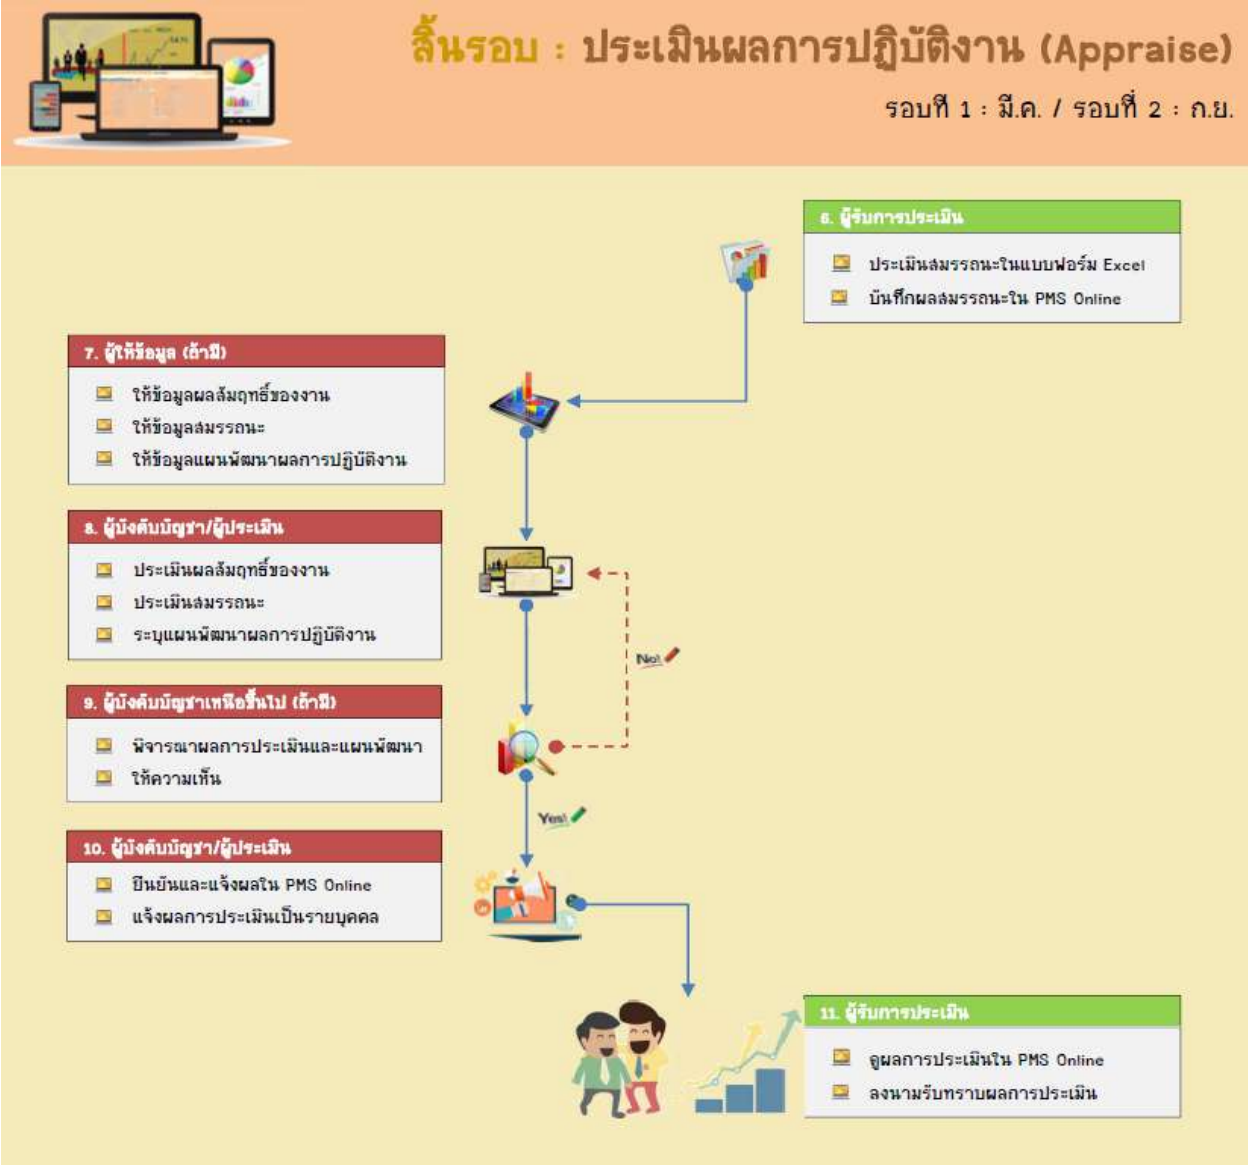 สิ้นรอบ : ประเมินผลการปฏิบัติงาน (Appraise)
รอบที่ 1 : มี.ค. / รอบที่ 2 : ก.ย.
6. ผู้รับการประเมิน
ประเมินสมรรถนะในแบบฟอร์ม Excel
บันทึกผลสมรรถนะใน PMS Online
7. ผู้ให้ข้อมูล (ถ้ามี)
ให้ข้อมูลผลสัมฤทธิ์ของงาน
ให้ข้อมูลสมรรถนะ
ให้ข้อมูลแผนพัฒนาผลการปฏิบัติงาน
8. ผู้บังคับบัญชา/ผู้ประเมิน
ประเมินผลสัมฤทธิ์ของงาน
ประเมินสมรรถนะ
ระบุแผนพัฒนาผลการปฏิบัติงาน
No!
9. ผู้บังคับบัญชาเหนือขึ้นไป (ถ้ามี)
พิจารณาผลการประเมินและแผนพัฒนา
ให้ความเห็น
Yes!
10. ผู้บังคับบัญชา/ผู้ประเมิน
ยืนยันและแจ้งผลใน PMS Online
แจ้งผลการประเมินเป็นรายบุคคล
11. ผู้รับการประเมิน
ดูผลการประเมินใน PMS Online
ลงนามรับทราบผลการประเมิน